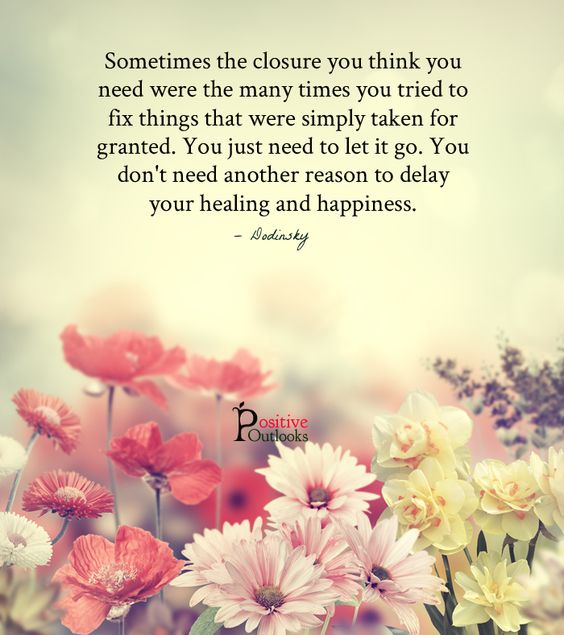 Sometimes the closure you think you
need were the many times you tried to
fix things that were simply taken for
granted. You just need to let it go. You
don't need another reason to delay
your healing and happiness.
– Dodinsky
Positive
Outlooks